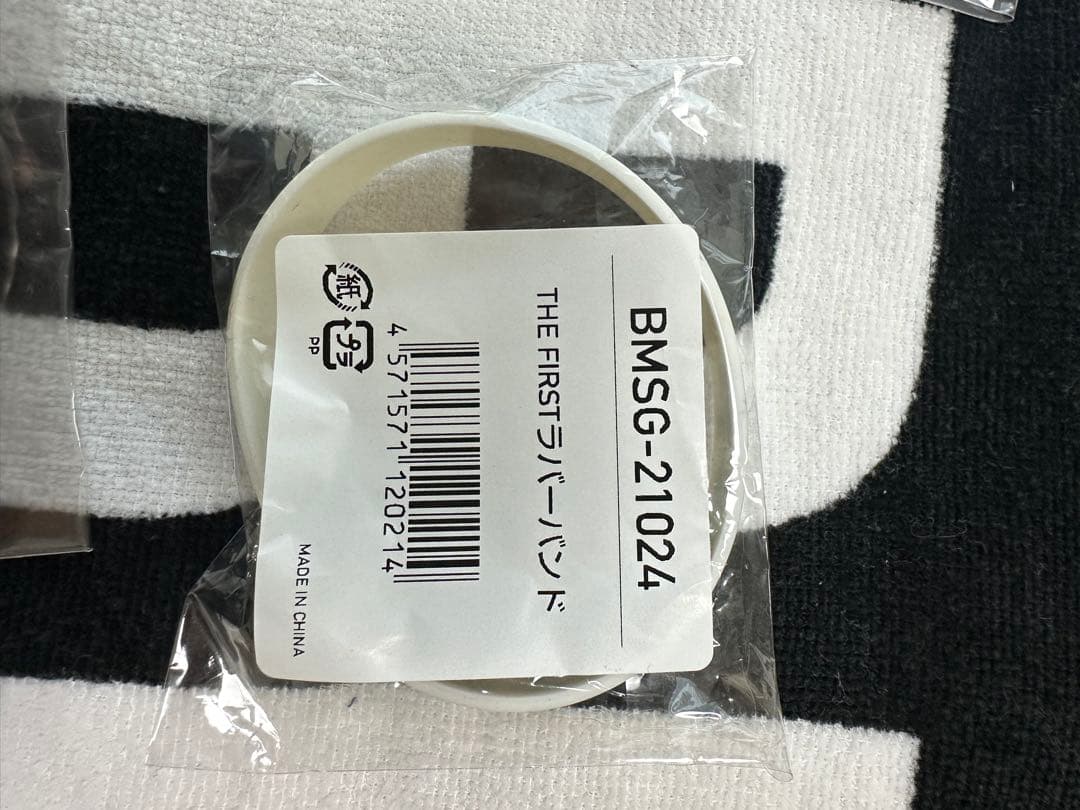 BMSG-21024
THE FIRSTラバーバンド
4 571571 120214
紙
プラ
PP
MADE IN CHINA